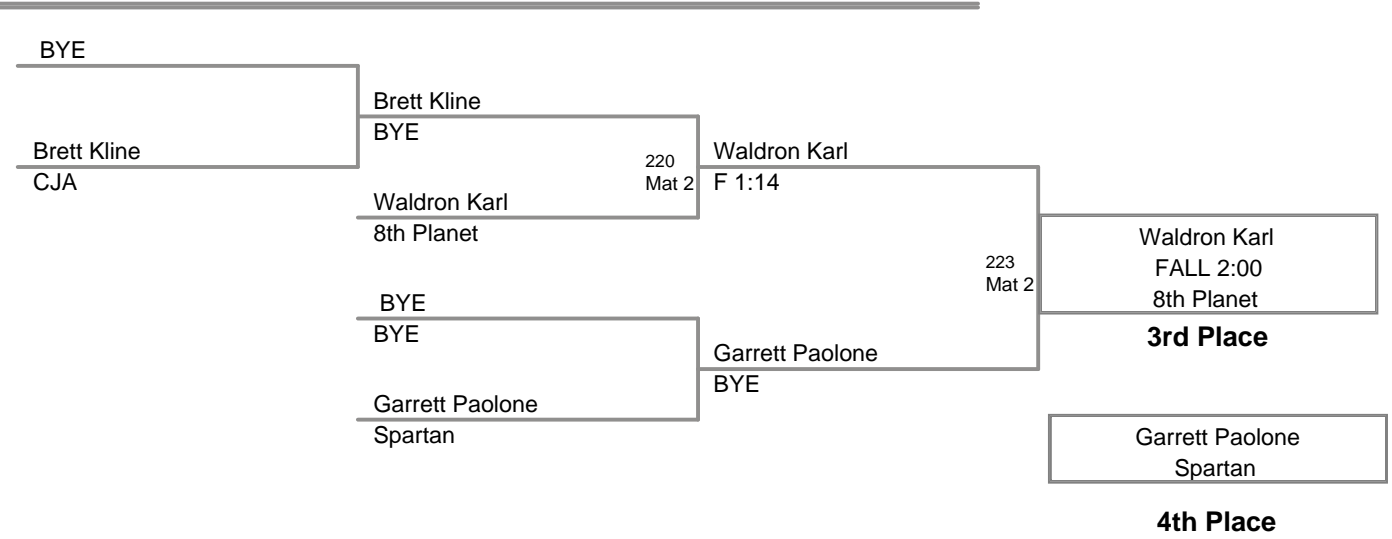 BYE
Brett Kline
CJA
Brett Kline
BYE
Waldron Karl
8th Planet
220
Mat 2
BYE
BYE
Garrett Paolone
Spartan
Waldron Karl
F 1:14
Garrett Paolone
BYE
223
Mat 2
Waldron Karl
FALL 2:00
8th Planet
3rd Place
Garrett Paolone
Spartan
4th Place